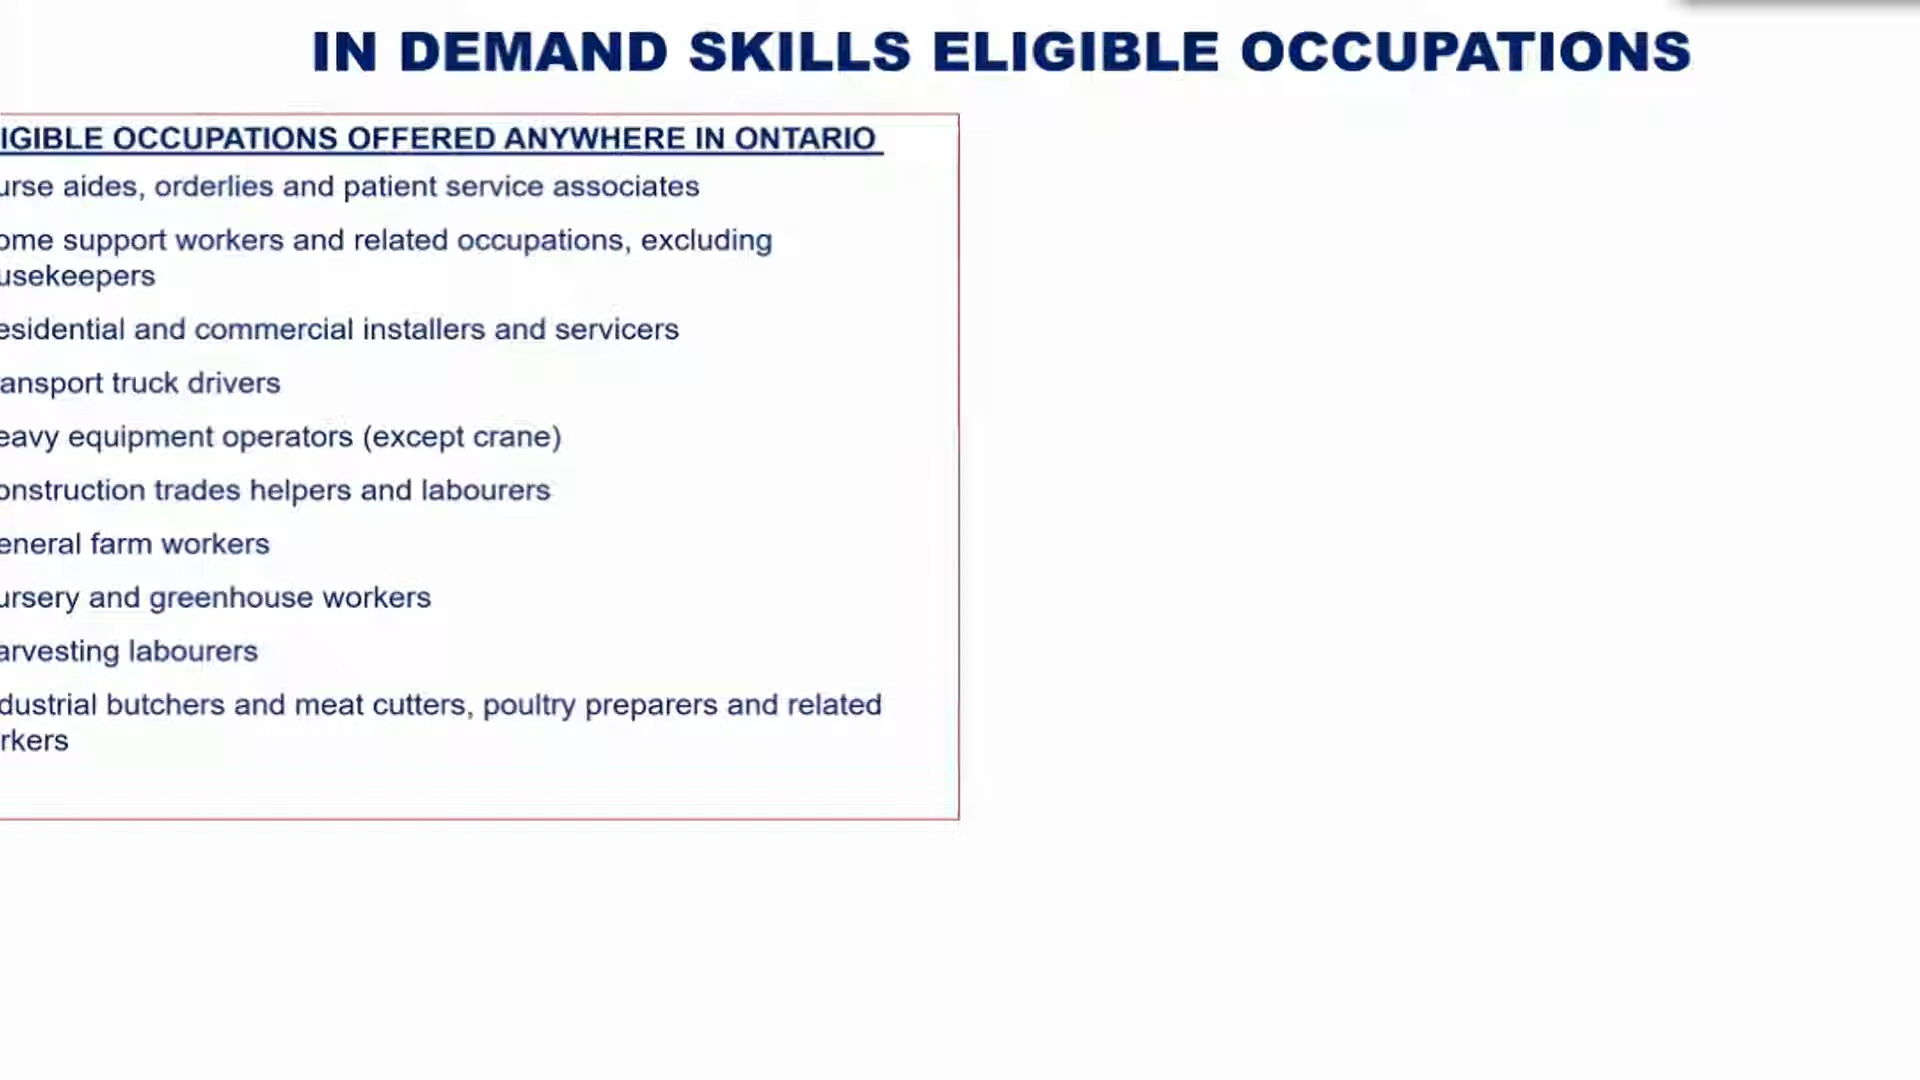 IN DEMAND SKILLS ELIGIBLE OCCUPATIONS
IGIBLE OCCUPATIONS OFFERED ANYWHERE IN ONTARIO
urse aides, orderlies and patient service associates
ome support workers and related occupations, excluding
usekeepers
esidential and commercial installers and servicers
ansport truck drivers
eavy equipment operators (except crane)
onstruction trades helpers and labourers
eneral farm workers
ursery and greenhouse workers
arvesting labourers
dustrial butchers and meat cutters, poultry preparers and related
rkers